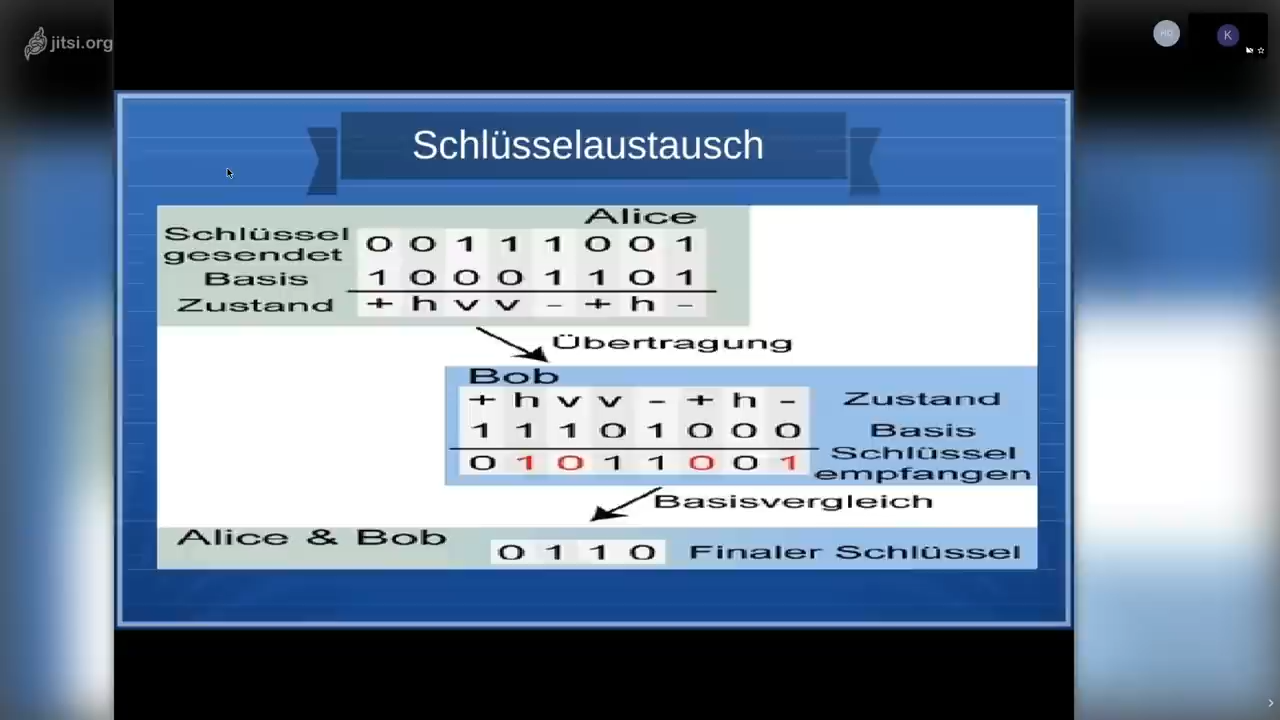 jitsi.org
HD
K
Schlüsselaustausch
Alice
Schlüssel
gesendet
0 0 1 1 1 0 0 1
Basis
1 0 0 0 1 1 0 1
Zustand
+ h v v - + h -
Übertragung
Bob
+ h v v - + h - Zustand
1 1 1 0 1 0 0 0 Basis
0 1 0 1 1 0 0 1 Schlüssel
empfangen
Basisvergleich
Alice & Bob
0 1 1 0 Finaler Schlüssel